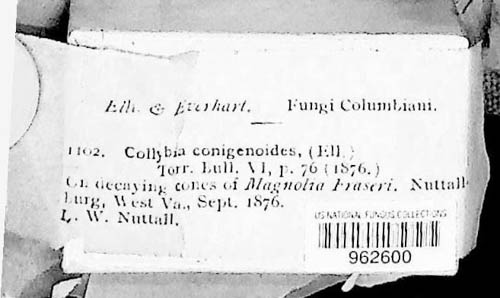 Ell. & Everhart. Fungi Columbiani.
1102. Collybia conigenoides, (Ell.)
Torr. Bull. VI, p. 76 (1876.)
On decaying cones of Magnolia Fraseri. Nuttall-
burg, West Va., Sept. 1876.
L. W. Nuttall.
US NATIONAL FUNGUS COLLECTIONS
962600